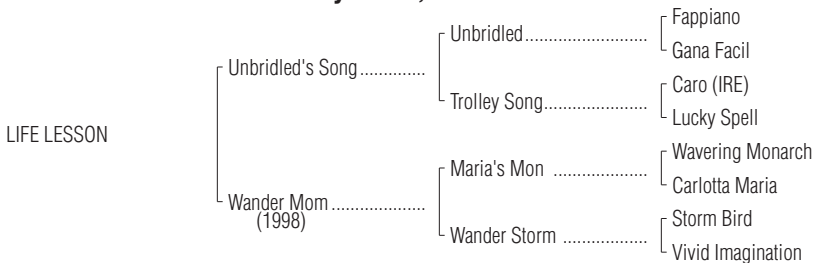 Fappiano
Unbridled..............................
Gana Facil
Unbridled's Song..............
Caro (IRE)
Trolley Song.........................
Lucky Spell
LIFE LESSON
Wavering Monarch
Maria's Mon .......................
Carlotta Maria
Wander Mom.......................
(1998)
Storm Bird
Wander Storm .....................
Vivid Imagination